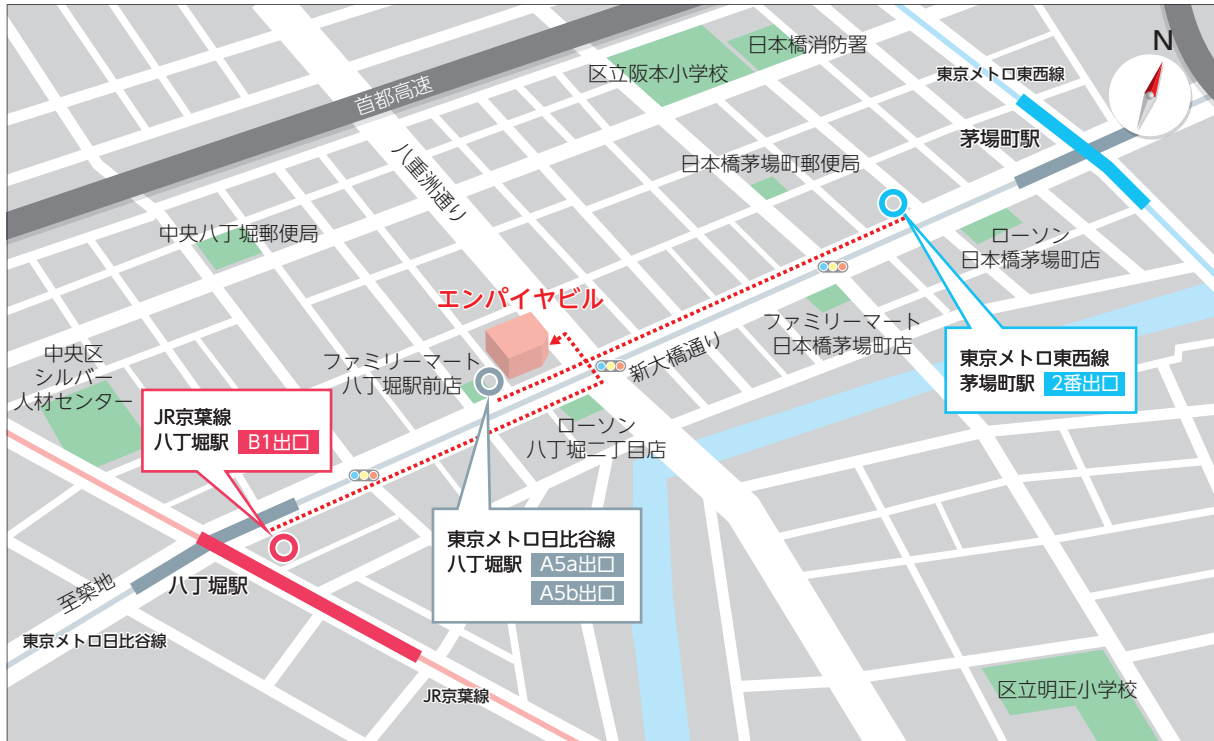 日本橋消防署
区立阪本小学校
N
東京メトロ東西線
首都高速
茅場町駅
八重洲通り
日本橋茅場町郵便局
中央八丁堀郵便局
ローソン
日本橋茅場町店
エンパイヤビル
ファミリーマート
日本橋茅場町店
新大橋通り
中央区
シルバー
人材センター
ファミリーマート
八丁堀駅前店
東京メトロ東西線
茅場町駅 2番出口
JR京葉線
八丁堀駅 B1出口
ローソン
八丁堀二丁目店
東京メトロ日比谷線
八丁堀駅 A5a出口
A5b出口
至築地
八丁堀駅
東京メトロ日比谷線
JR京葉線
区立明正小学校